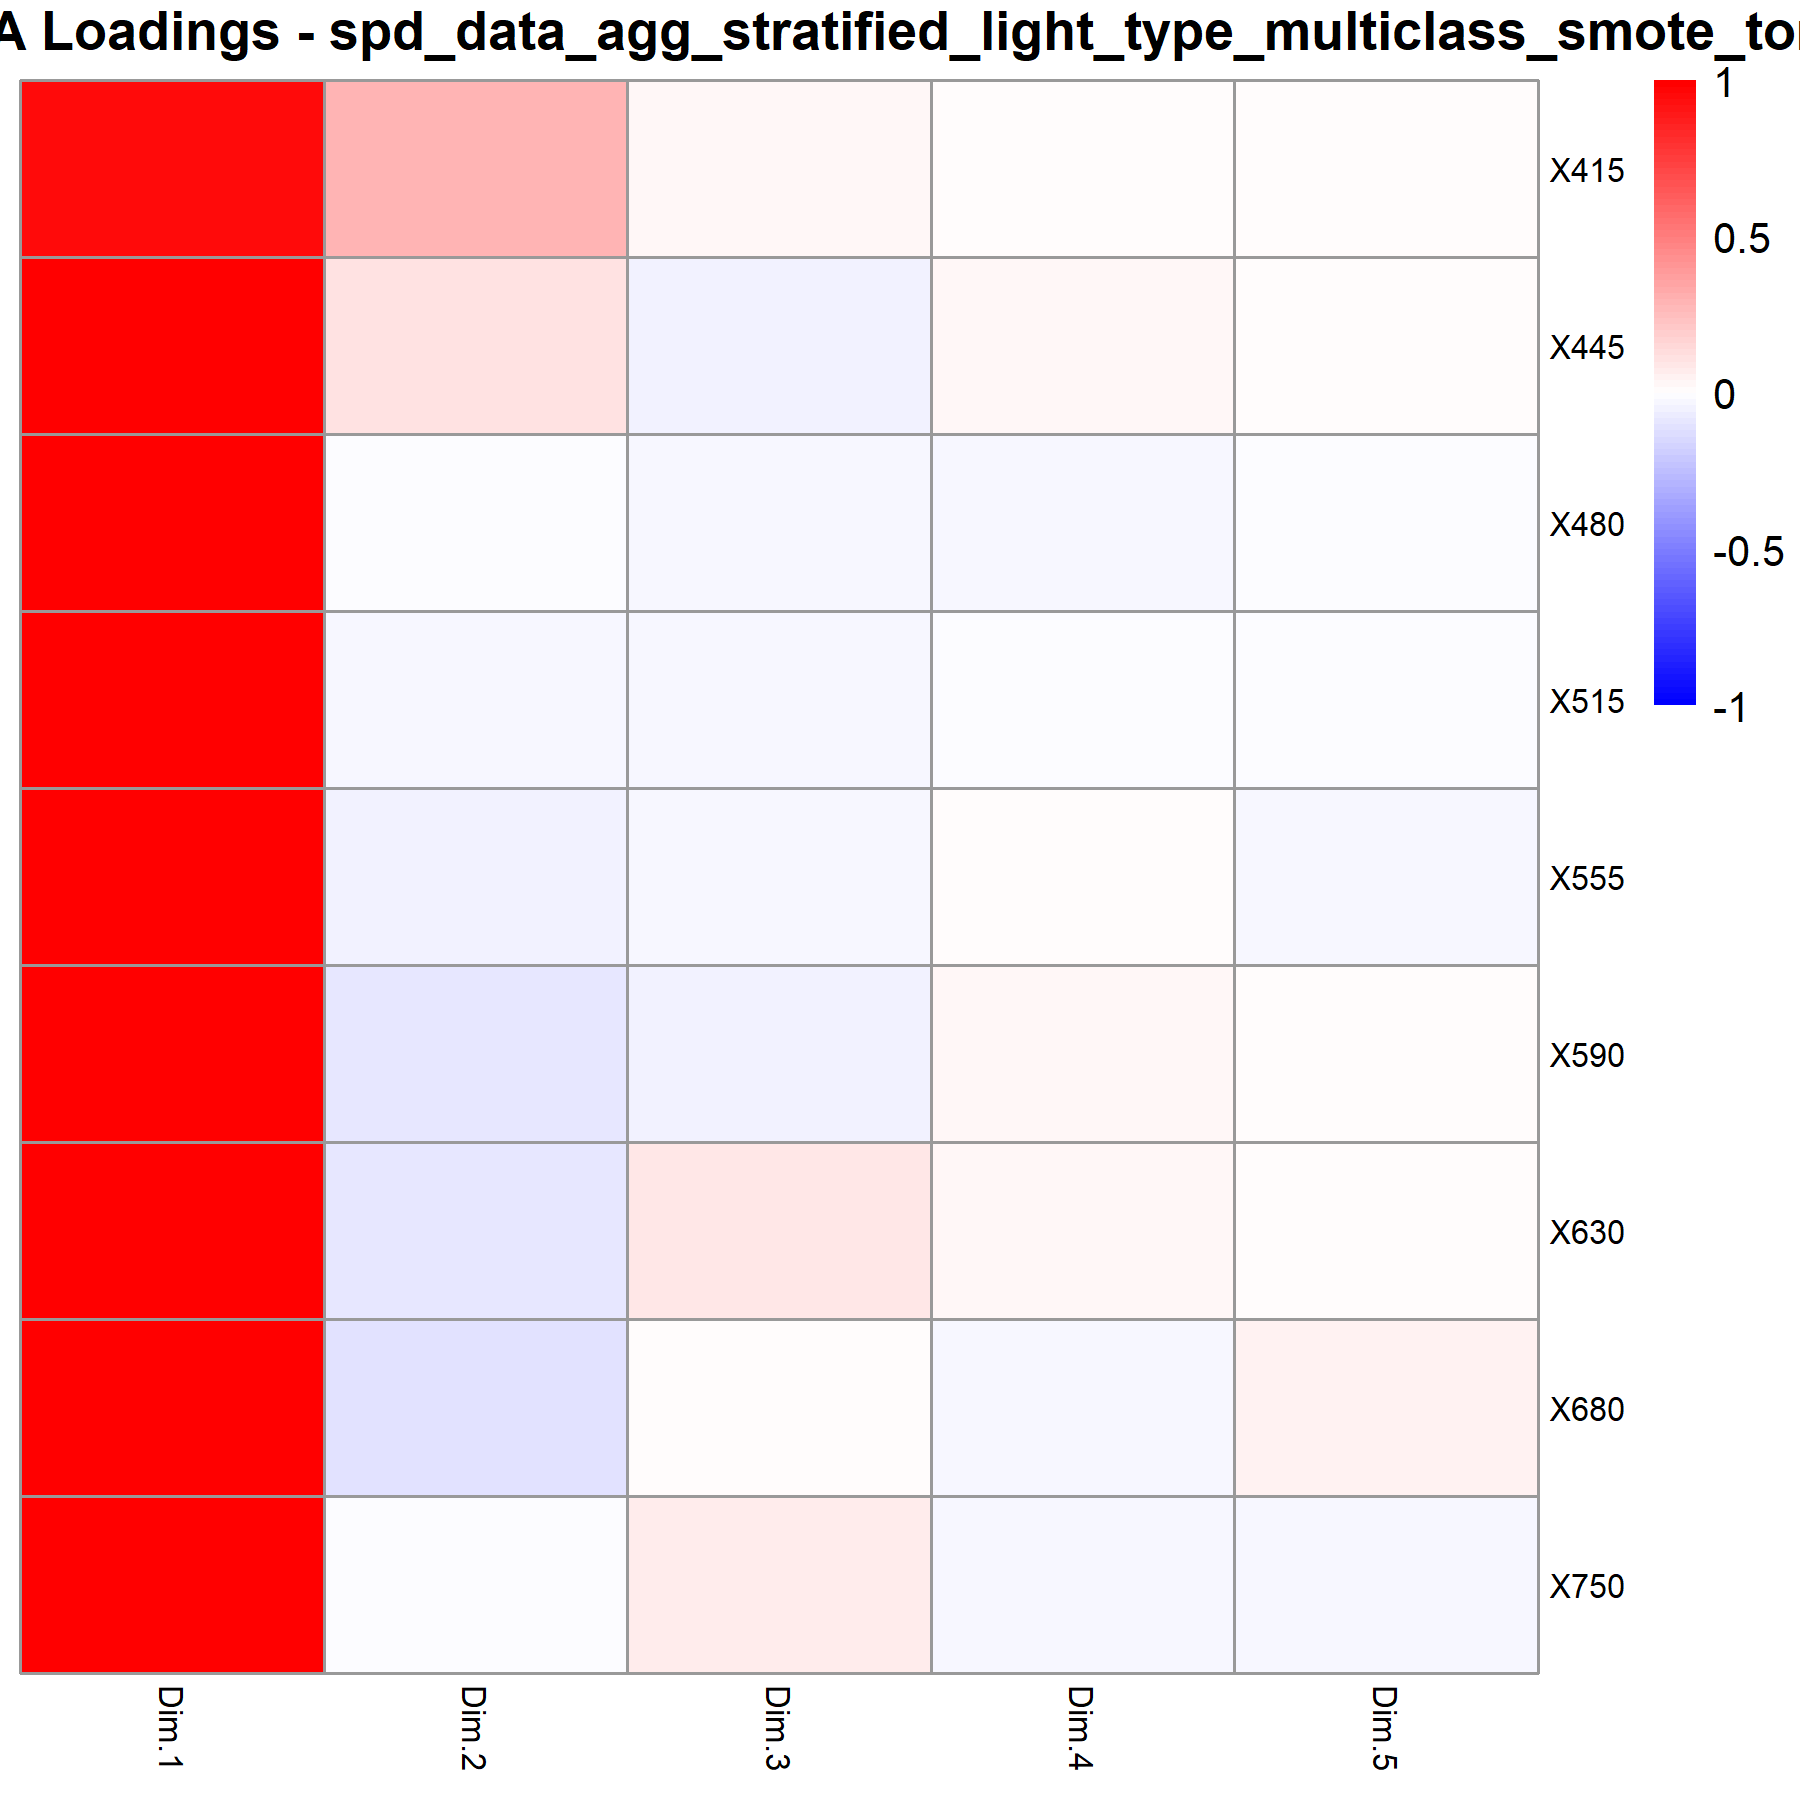 A Loadings - spd_data_agg_stratified_light_type_multiclass_smote_to
1
0.5
0
-0.5
-1
X415
X445
X480
X515
X555
X590
X630
X680
X750
Dim.1
Dim.2
Dim.3
Dim.4
Dim.5